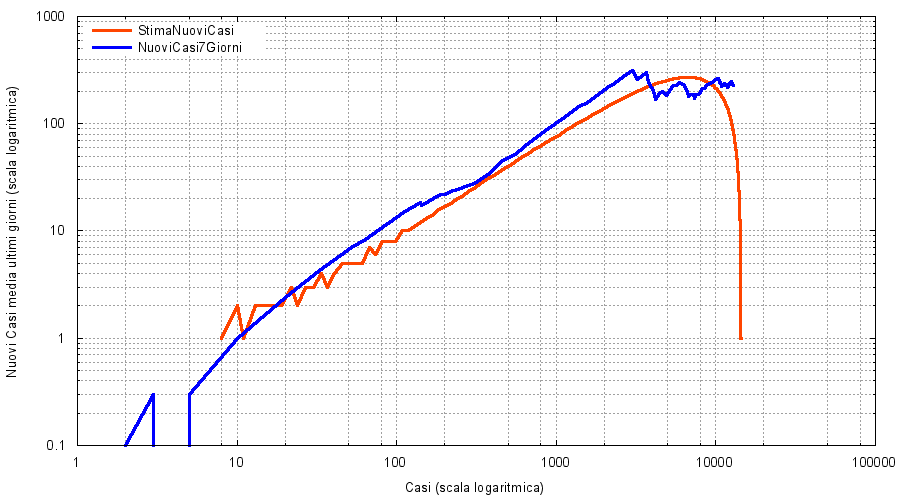 1000
StimaNuoviCasi
NuoviCasi7Giorni
100
10
1
0.1
Nuovi Casi media ultimi giorni (scala logaritmica)
1 10 100 1000 10000 100000
Casi (scala logaritmica)